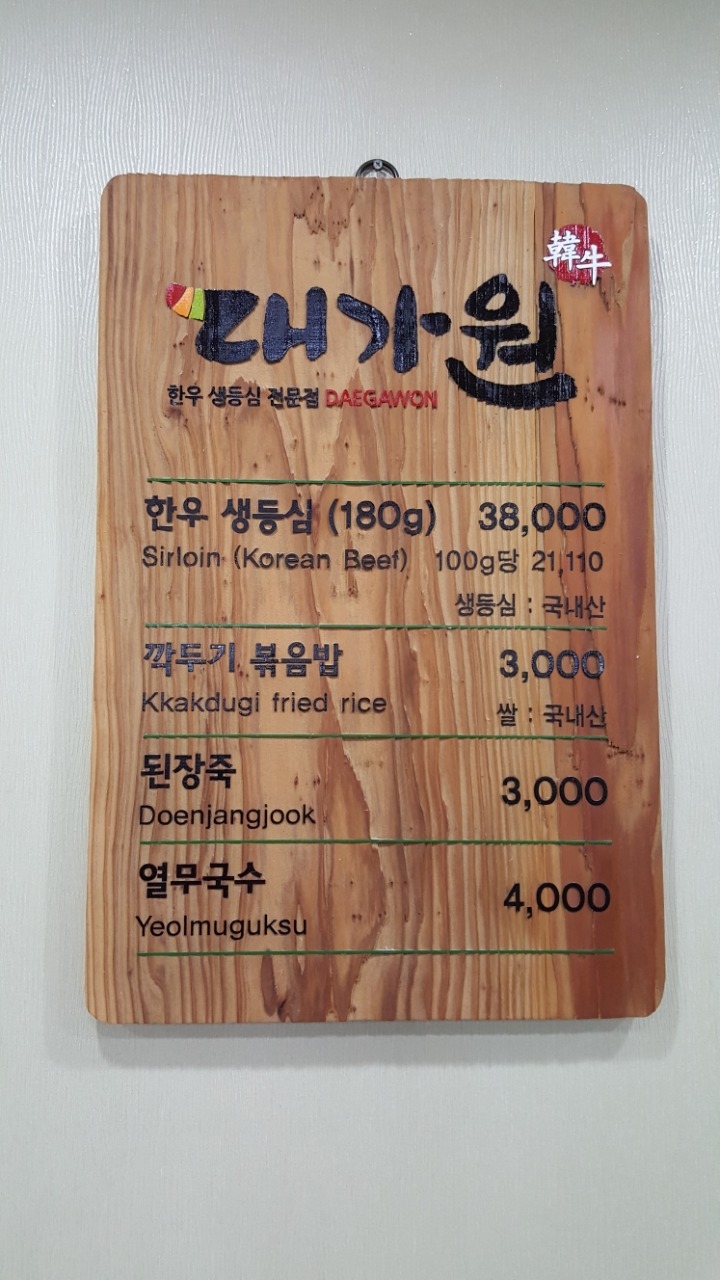 韓牛
대가원
한우 생등심 전문점 DAEGAWON
한우 생등심 (180g) 38,000
Sirloin (Korean Beef) 100g당 21,110
생등심 : 국내산
깍두기 볶음밥 3,000
Kkakdugi fried rice 쌀 : 국내산
된장죽 3,000
Doenjangjook
열무국수 4,000
Yeolmuguksu